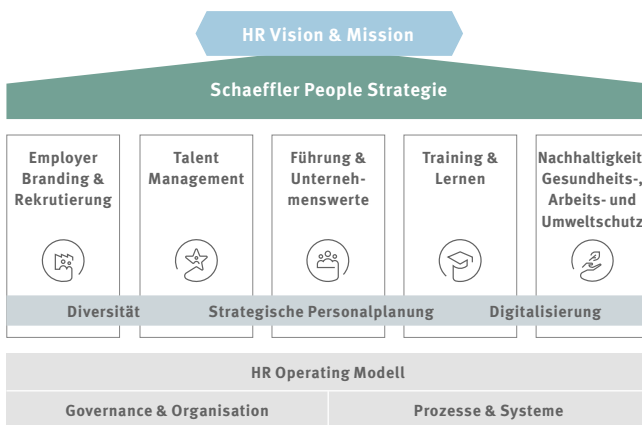 HR Vision & Mission
Schaeffler People Strategie
Employer
Branding &
Rekrutierung
Talent
Management
Führung &
Unterneh-
menswerte
Training &
Lernen
Nachhaltigkeit,
Gesundheits-,
Arbeits- und
Umweltschutz
Diversität
Strategische Personalplanung
Digitalisierung
HR Operating Modell
Governance & Organisation
Prozesse & Systeme